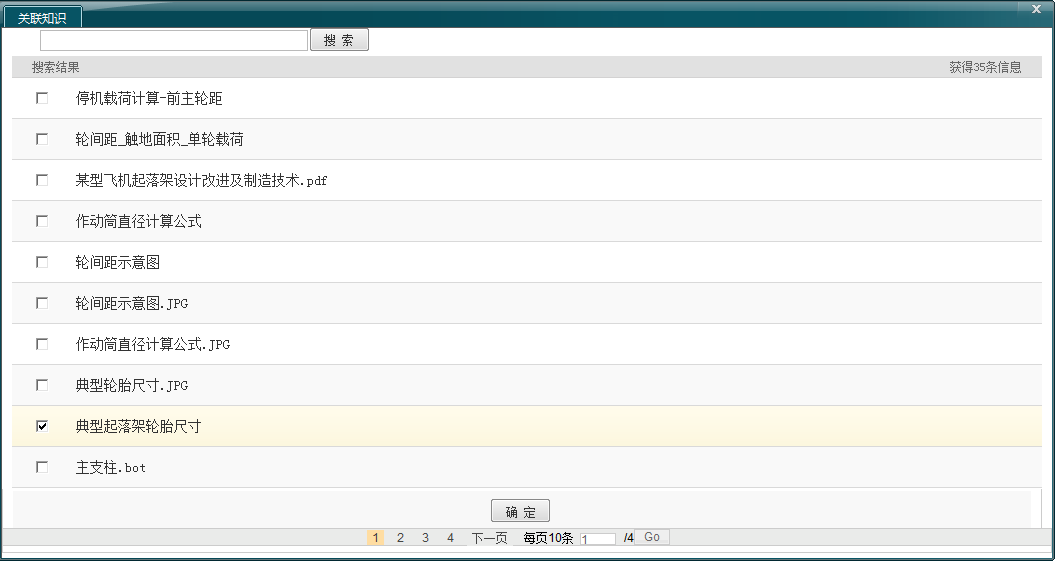 关联知识
搜 索
搜索结果 获得35条信息
停机载荷计算-前主轮距
轮间距_触地面积_单轮载荷
某型飞机起落架设计改进及制造技术.pdf
作动筒直径计算公式
轮间距示意图
轮间距示意图.JPG
作动筒直径计算公式.JPG
典型轮胎尺寸.JPG
典型起落架轮胎尺寸
主支柱.bot
确 定
1 2 3 4 下一页 每页10条 1 /4 Go